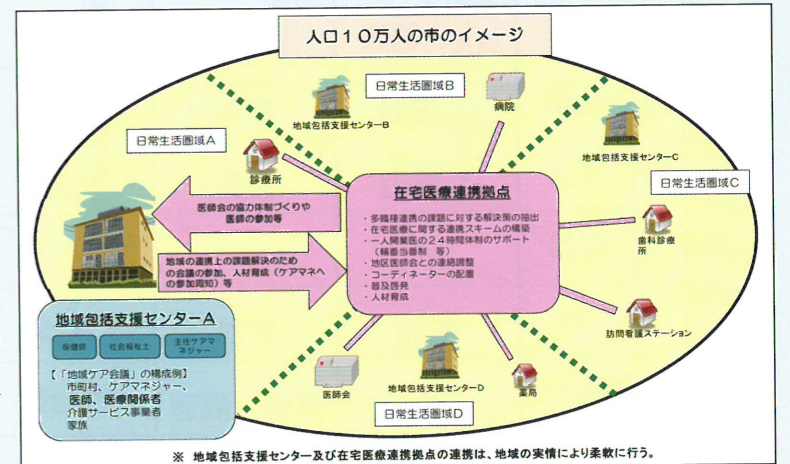 人口10万人の市のイメージ
日常生活圏域B
病院
地域包括支援センターB
日常生活圏域A
診療所
地域包括支援センターC
日常生活圏域C
医師会の協力体制づくりや
医師の参加等
在宅医療連携拠点
・多職種連携の課題に対する解決策の抽出
・在宅医療に関する連携スキームの構築
・一人開業医の24時間体制のサポート
(輪番当番制 等)
・地区医師会との連絡調整
・コーディネーターの配置
・普及啓発
・人材育成
歯科診療
所
地域の連携上の課題解決のため
の会議の参加、人材育成(ケアマネへ
の参加周知)等
地域包括支援センターA
保健師
社会福祉士
主任ケアマ
ネジャー
【「地域ケア会議」の構成例】
市町村、ケアマネジャー、
医師、医療関係者
介護サービス事業者
家族
訪問看護ステーション
医師会
地域包括支援センターD
薬局
日常生活圏域D
※ 地域包括支援センター及び在宅医療連携拠点の連携は、地域の実情により柔軟に行う。